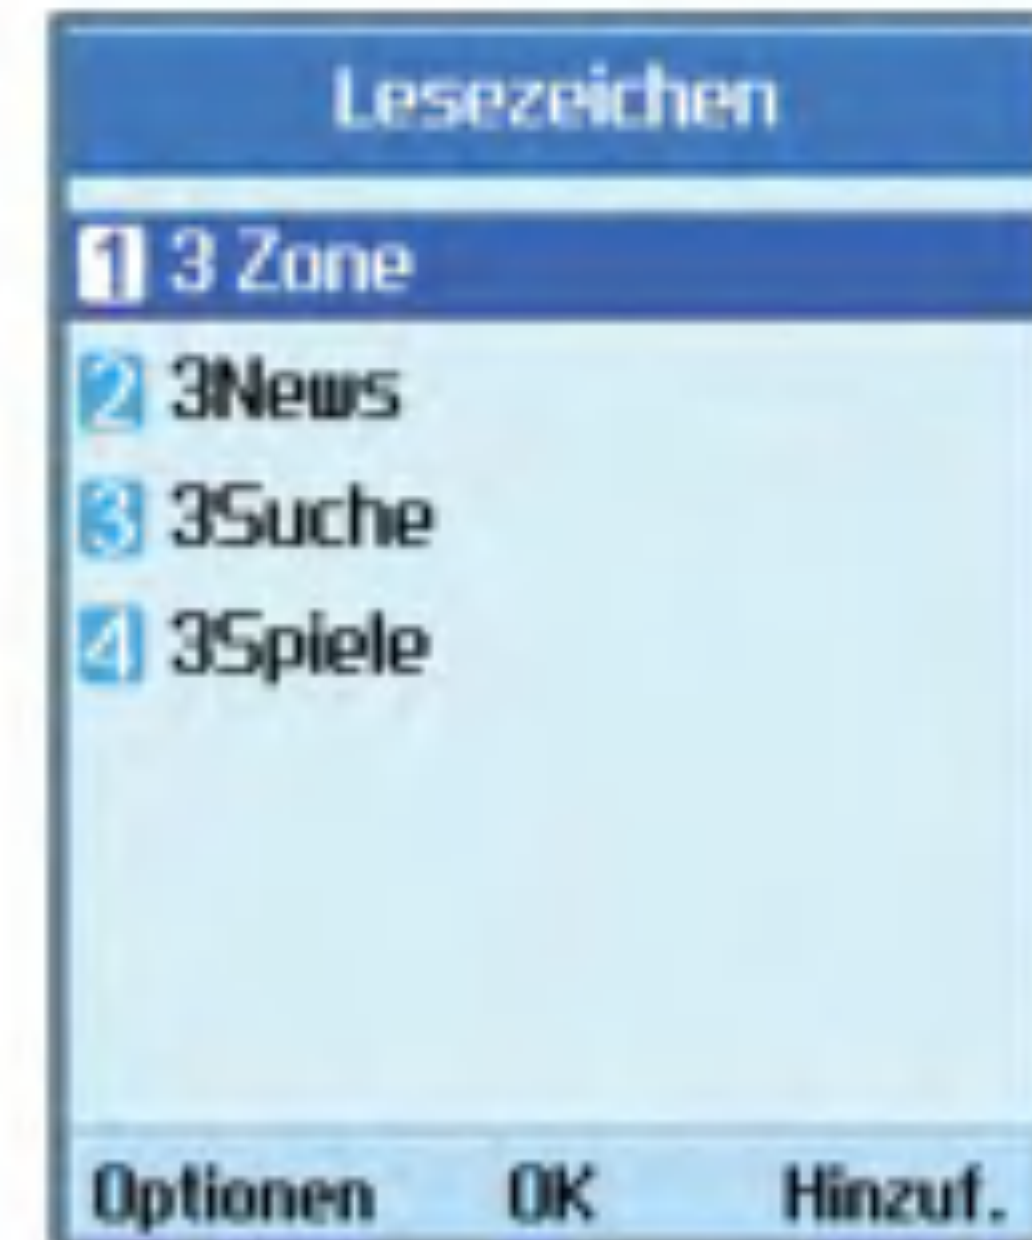 Lesezeichen
1 3 Zone
2 3News
3 3Suche
4 3Spiele
Optionen OK Hinzuf.